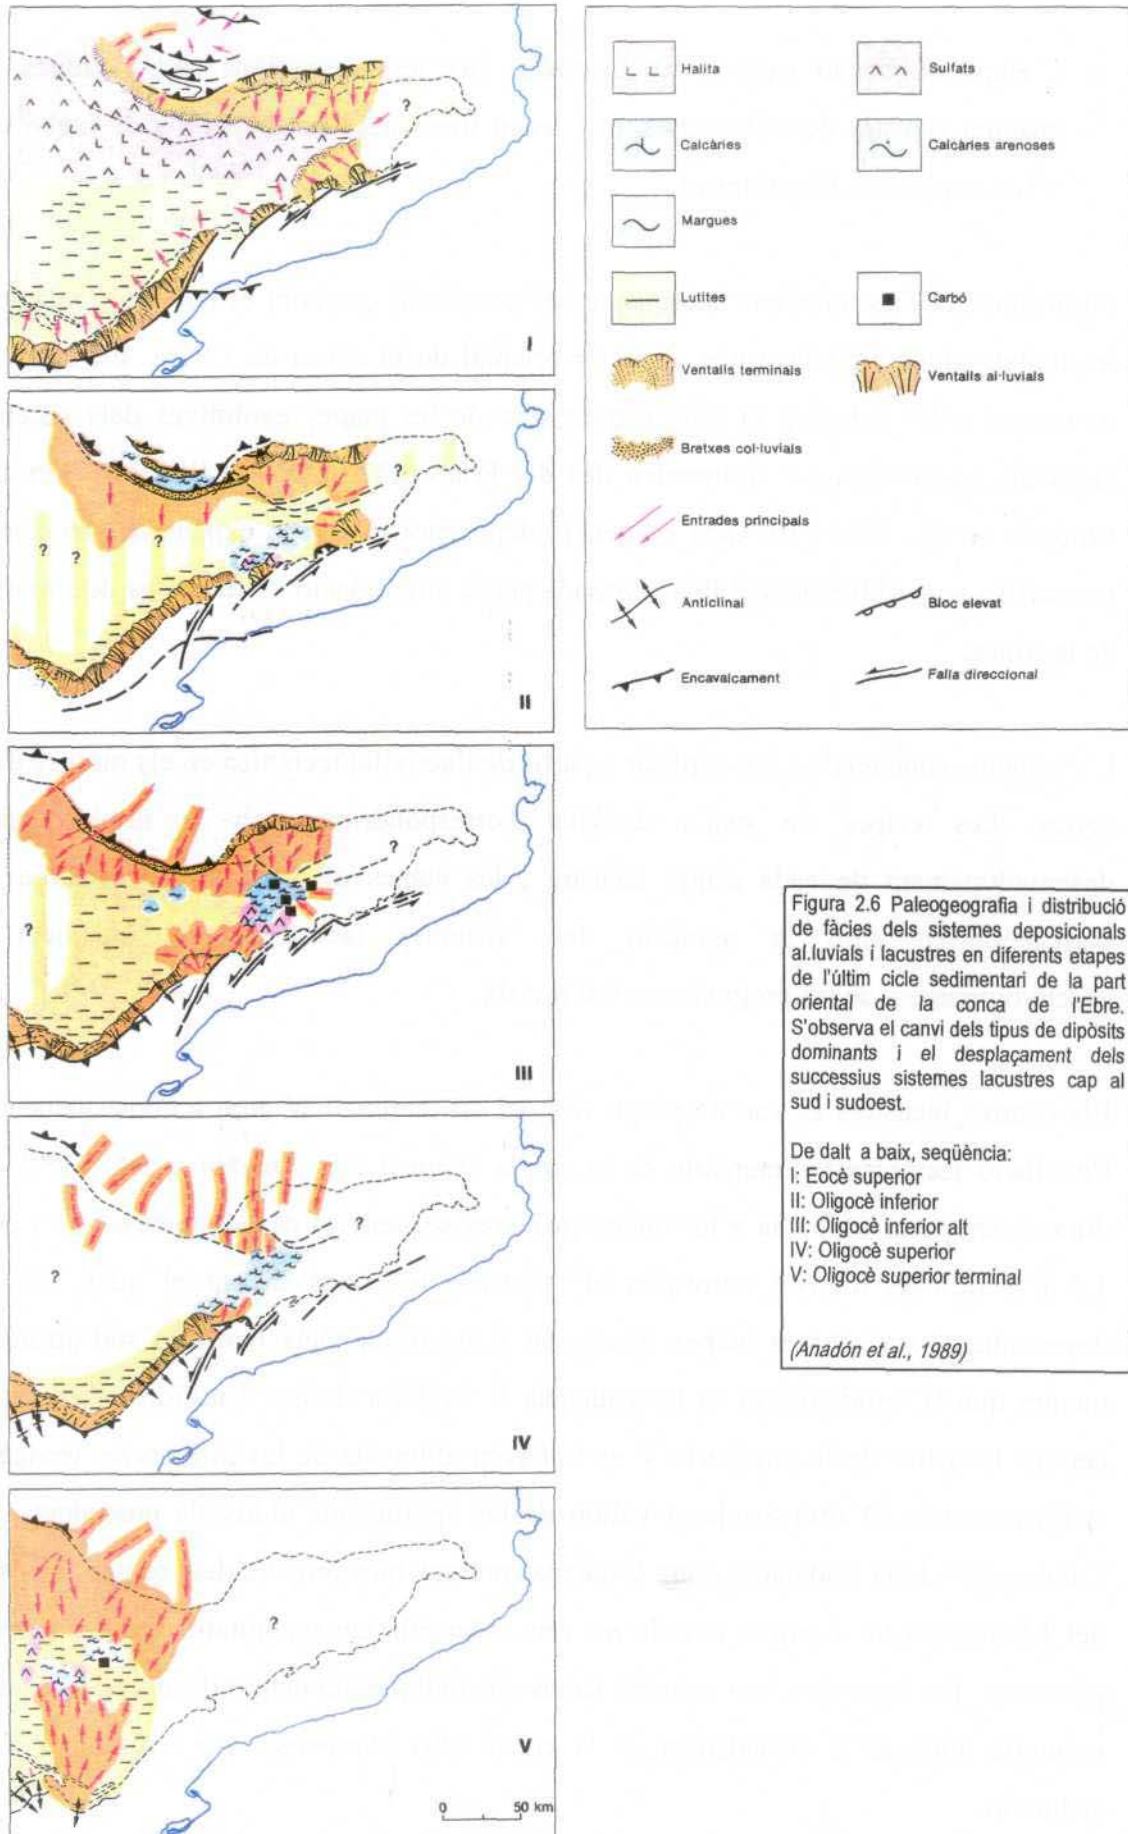 ?
I
?
?
?
?
II
?
?
III
?
?
IV
?
V
0 50 km
Halita
Sulfats
Calcàries
Calcàries arenoses
Margues
Lutites
Carbó
Ventalls terminals
Ventalls al·luvials
Bretxes col·luvials
Entrades principals
Anticlinal
Bloc elevat
Encavalcament
Falla direccional
Figura 2.6 Paleogeografia i distribució
de fàcies dels sistemes deposicionals
al.luvials i lacustres en diferents etapes
de l'últim cicle sedimentari de la part
oriental de la conca de l'Ebre.
S'observa el canvi dels tipus de dipòsits
dominants i el desplaçament dels
successius sistemes lacustres cap al
sud i sudoest.
De dalt a baix, seqüència:
I: Eocè superior
II: Oligocè inferior
III: Oligocè inferior alt
IV: Oligocè superior
V: Oligocè superior terminal
(Anadón et al., 1989)